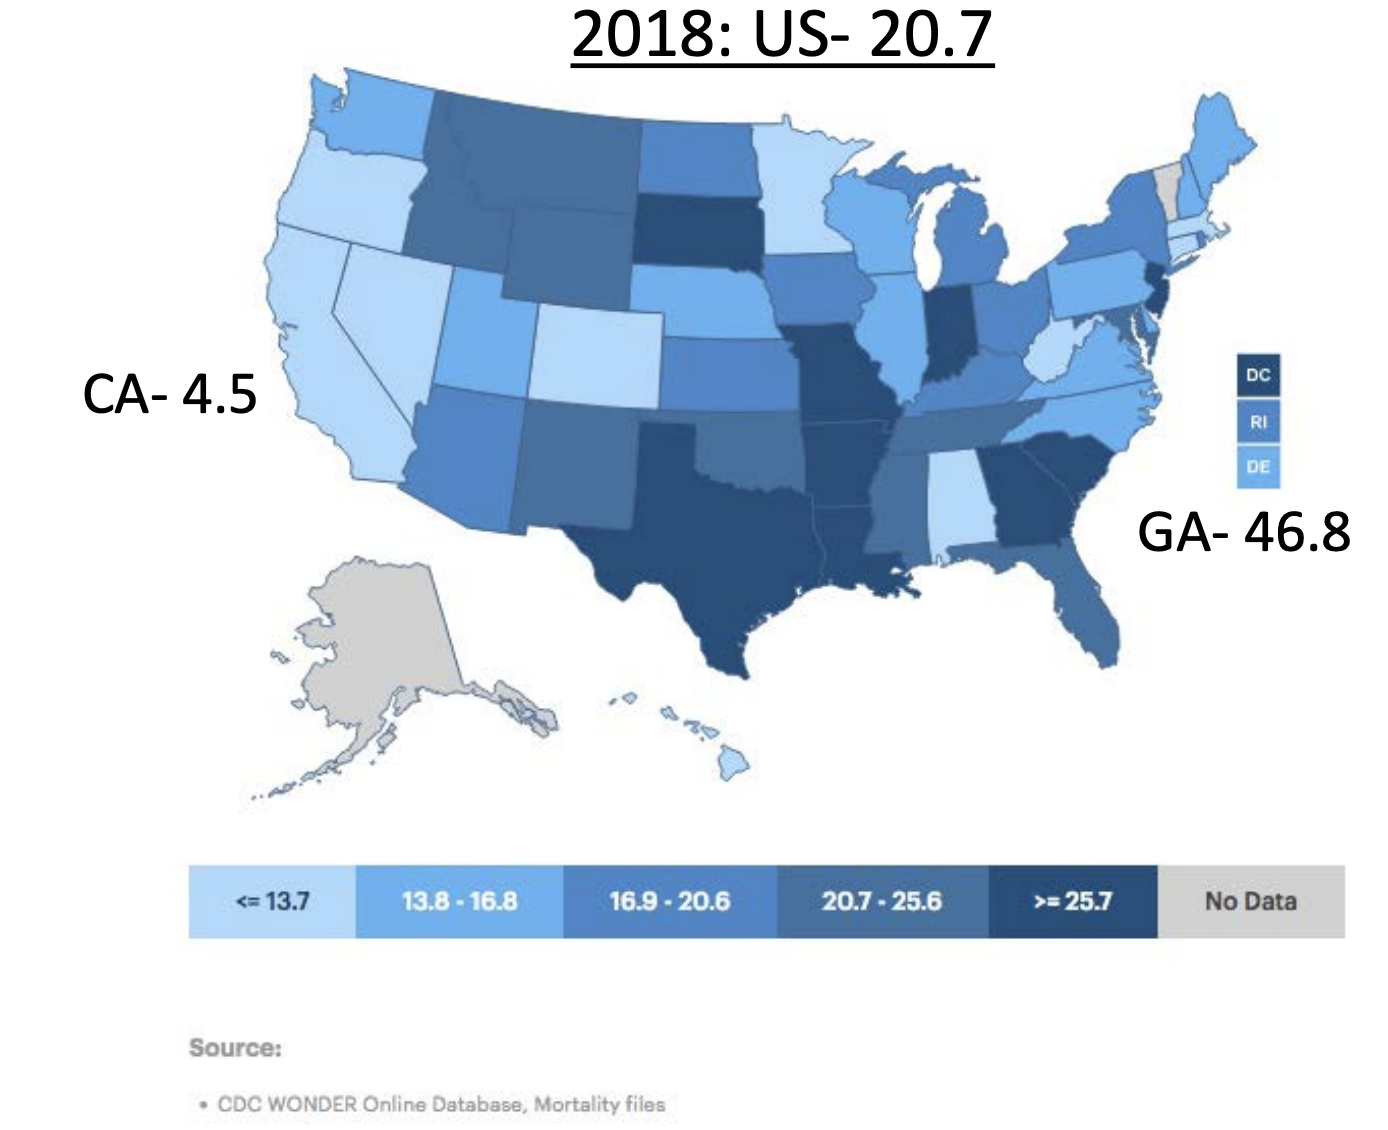 2018: US- 20.7
CA- 4.5
DC
RI
DE
GA- 46.8
<= 13.7
13.8 - 16.8
16.9 - 20.6
20.7 - 25.6
>= 25.7
No Data
Source:
• CDC WONDER Online Database, Mortality files